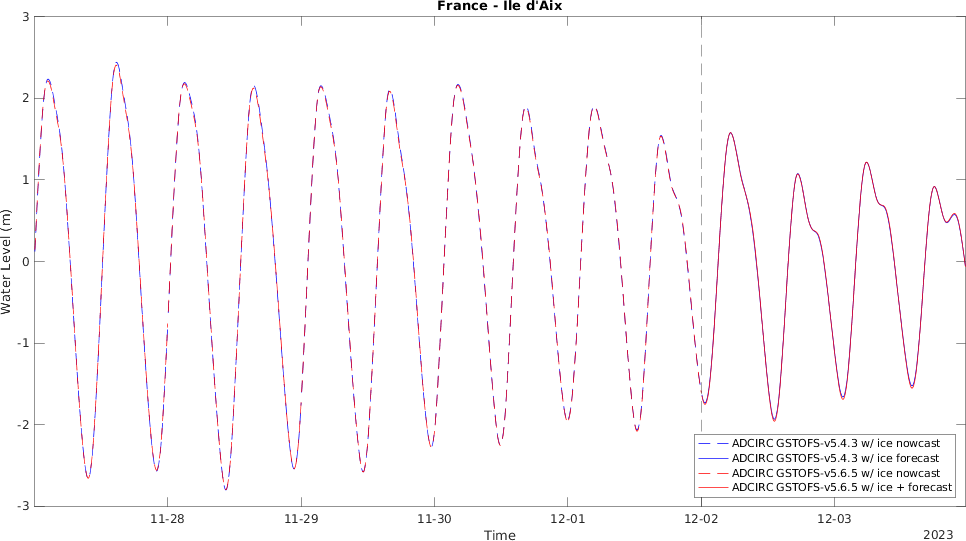 France - Ile d'Aix
3
2
1
0
-1
-2
-3
Water Level (m)
11-28
11-29
11-30
12-01
12-02
12-03
Time
2023
ADCIRC GSTOFS-v5.4.3 w/ ice nowcast
ADCIRC GSTOFS-v5.4.3 w/ ice forecast
ADCIRC GSTOFS-v5.6.5 w/ ice nowcast
ADCIRC GSTOFS-v5.6.5 w/ ice + forecast